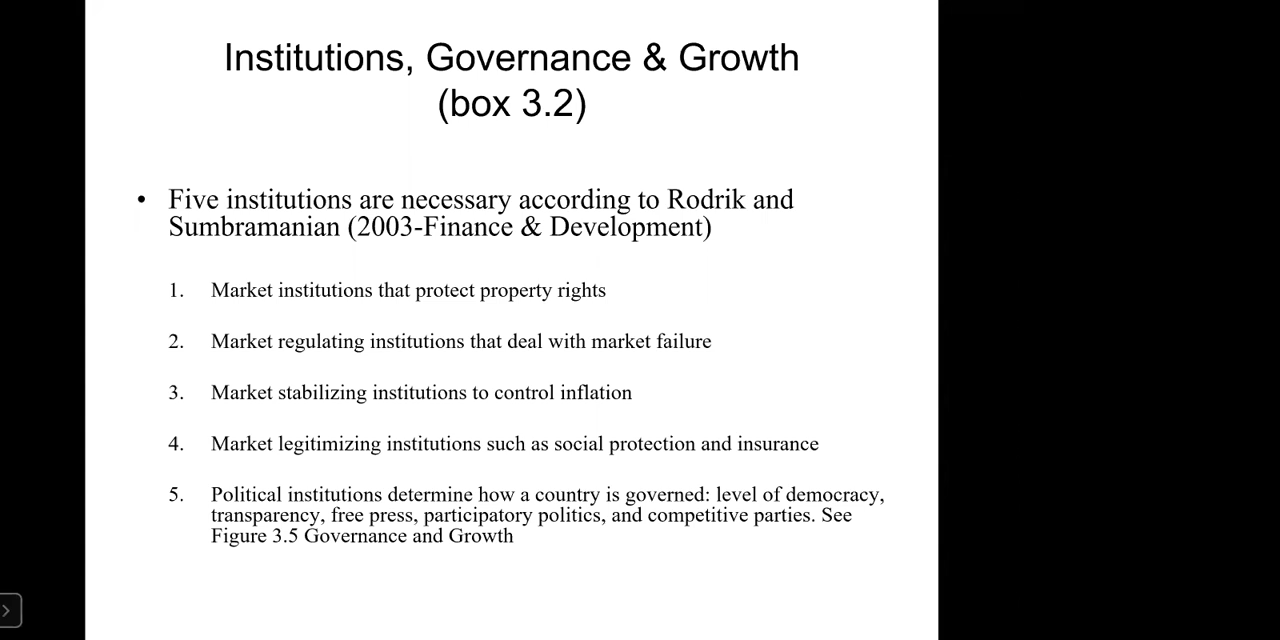 Institutions, Governance & Growth
(box 3.2)
• Five institutions are necessary according to Rodrik and
Sumbramanian (2003-Finance & Development)
1. Market institutions that protect property rights
2. Market regulating institutions that deal with market failure
3. Market stabilizing institutions to control inflation
4. Market legitimizing institutions such as social protection and insurance
5. Political institutions determine how a country is governed: level of democracy,
transparency, free press, participatory politics, and competitive parties. See
Figure 3.5 Governance and Growth